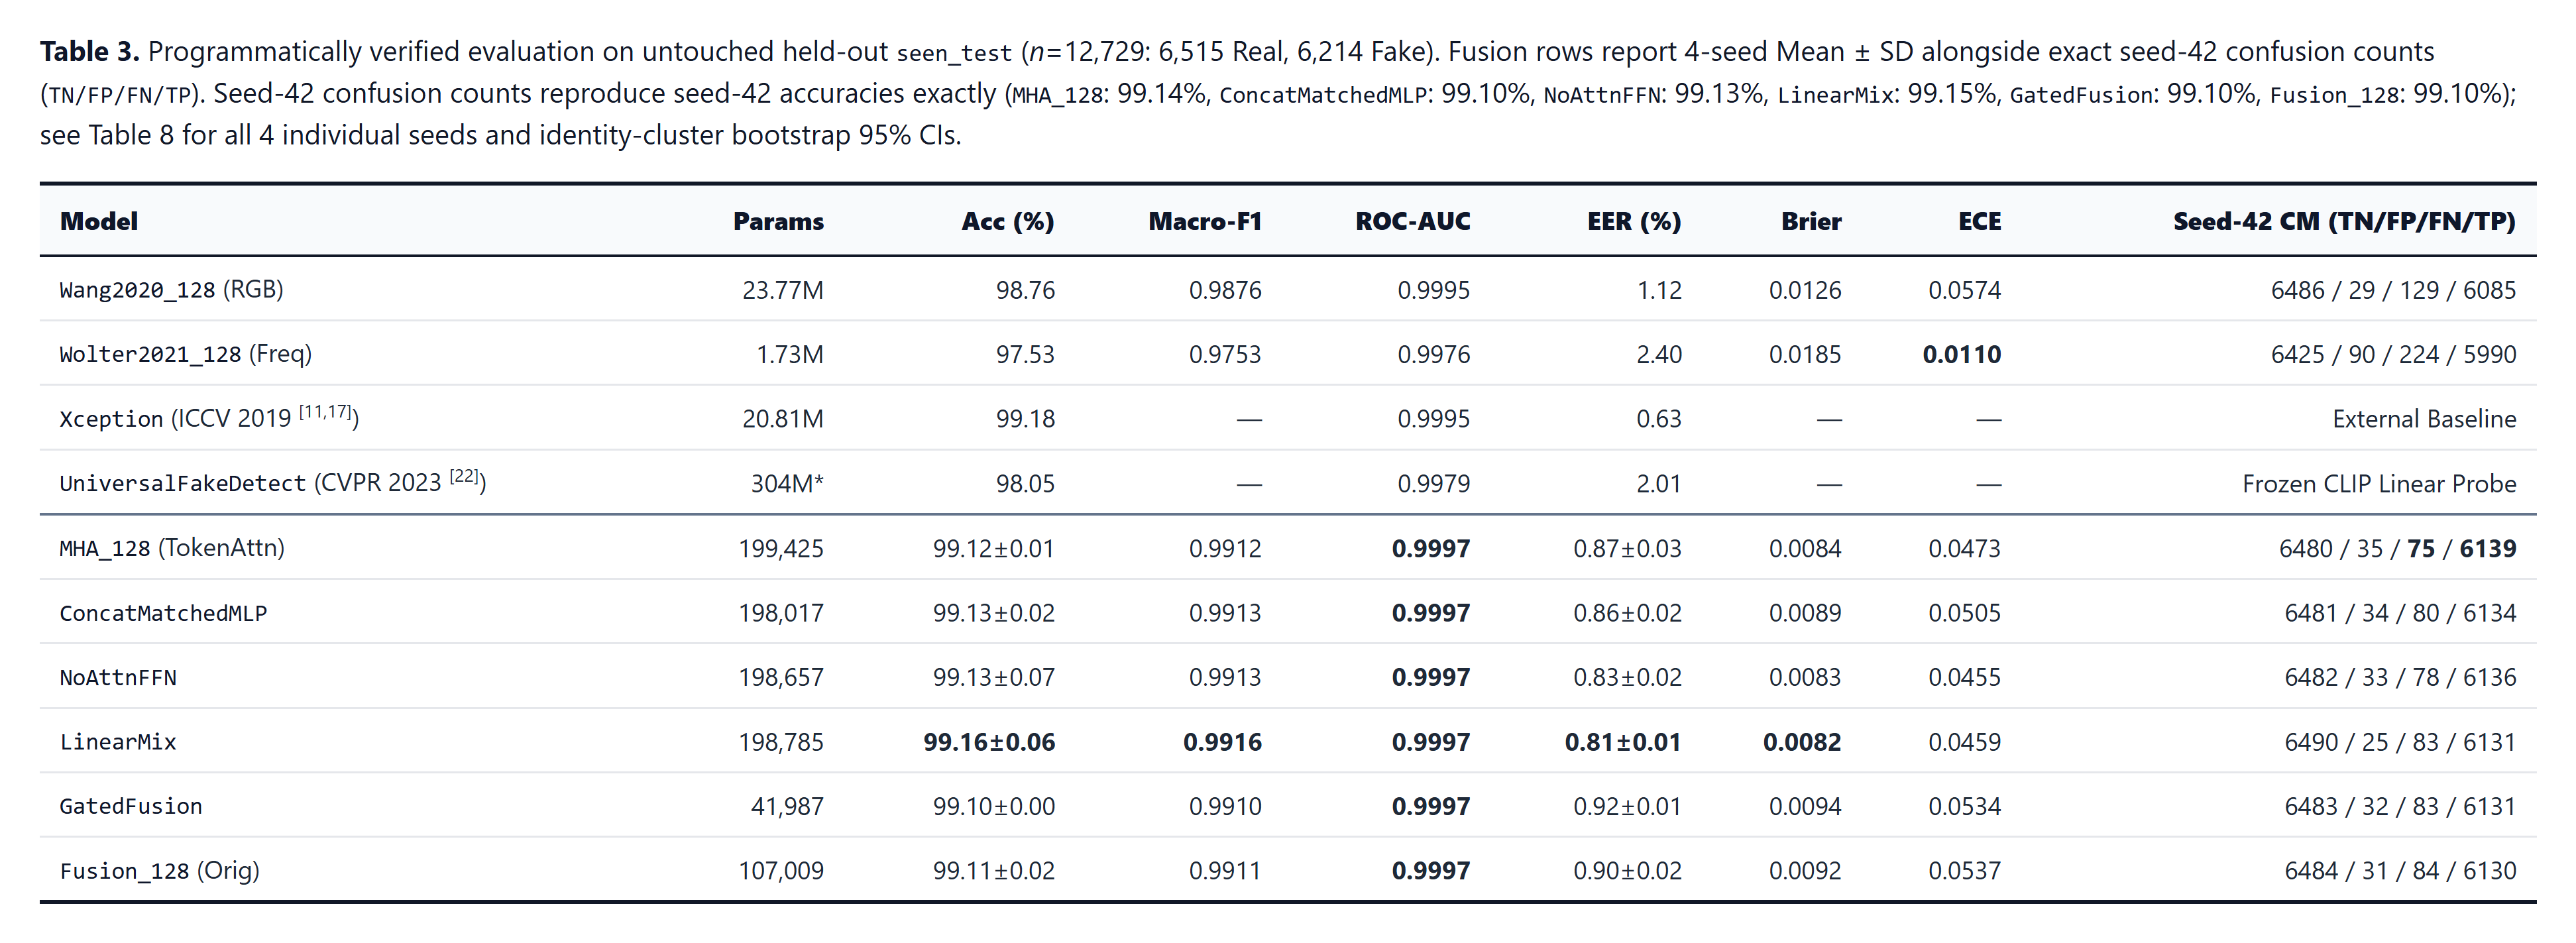 Table 3. Programmatically verified evaluation on untouched held-out seen_test (n=12,729: 6,515 Real, 6,214 Fake). Fusion rows report 4-seed Mean ± SD alongside exact seed-42 confusion counts
(TN/FP/FN/TP). Seed-42 confusion counts reproduce seed-42 accuracies exactly (MHA_128: 99.14%, ConcatMatchedMLP: 99.10%, NoAttnFFN: 99.13%, LinearMix: 99.15%, GatedFusion: 99.10%, Fusion_128: 99.10%);
see Table 8 for all 4 individual seeds and identity-cluster bootstrap 95% CIs.
Model Params Acc (%) Macro-F1 ROC-AUC EER (%) Brier ECE Seed-42 CM (TN/FP/FN/TP)
Wang2020_128 (RGB) 23.77M 98.76 0.9876 0.9995 1.12 0.0126 0.0574 6486 / 29 / 129 / 6085
Wolter2021_128 (Freq) 1.73M 97.53 0.9753 0.9976 2.40 0.0185 0.0110 6425 / 90 / 224 / 5990
Xception (ICCV 2019 [11,17]) 20.81M 99.18 — 0.9995 0.63 — — External Baseline
UniversalFakeDetect (CVPR 2023 [22]) 304M* 98.05 — 0.9979 2.01 — — Frozen CLIP Linear Probe
MHA_128 (TokenAttn) 199,425 99.12±0.01 0.9912 0.9997 0.87±0.03 0.0084 0.0473 6480 / 35 / 75 / 6139
ConcatMatchedMLP 198,017 99.13±0.02 0.9913 0.9997 0.86±0.02 0.0089 0.0505 6481 / 34 / 80 / 6134
NoAttnFFN 198,657 99.13±0.07 0.9913 0.9997 0.83±0.02 0.0083 0.0455 6482 / 33 / 78 / 6136
LinearMix 198,785 99.16±0.06 0.9916 0.9997 0.81±0.01 0.0082 0.0459 6490 / 25 / 83 / 6131
GatedFusion 41,987 99.10±0.00 0.9910 0.9997 0.92±0.01 0.0094 0.0534 6483 / 32 / 83 / 6131
Fusion_128 (Orig) 107,009 99.11±0.02 0.9911 0.9997 0.90±0.02 0.0092 0.0537 6484 / 31 / 84 / 6130